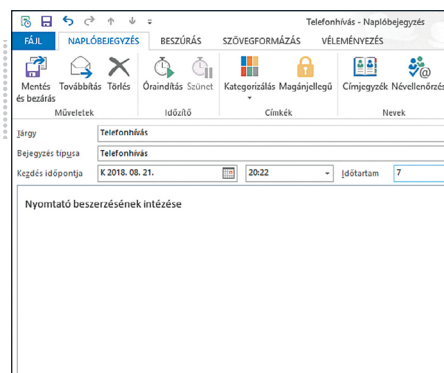 Telefonhívás - Naplóbejegyzés
FÁJL NAPLÓBEJEGYZÉS BESZÚRÁS SZÖVEGFORMÁZÁS VÉLEMÉNYEZÉS
Mentés és bezárás Továbbítás Törlés Óraindítás Szünet Kategorizálás Magánjellegű Címjegyzék Névellenőrzés
Műveletek Időzítő Címkék Nevek
Tárgy Telefonhívás
Bejegyzés típusa Telefonhívás
Kezdés időpontja K 2018. 08. 21. 20:22 Időtartam 7
Nyomtató beszerzésének intézése